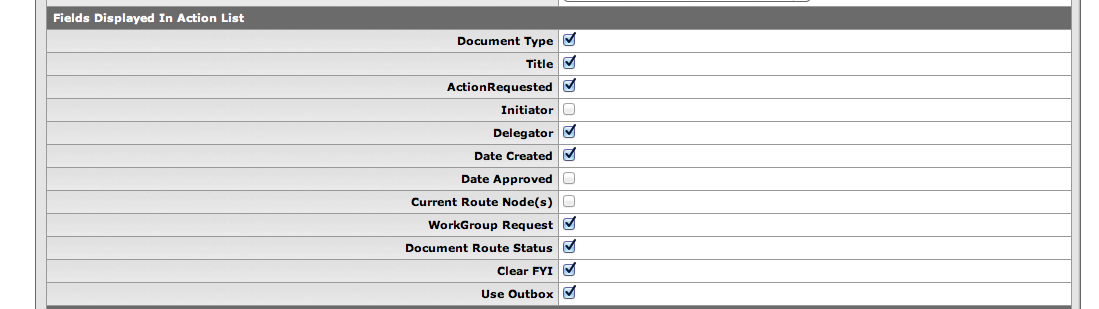 Fields Displayed In Action List
Document Type
Title
ActionRequested
Initiator
Delegator
Date Created
Date Approved
Current Route Node(s)
WorkGroup Request
Document Route Status
Clear FYI
Use Outbox